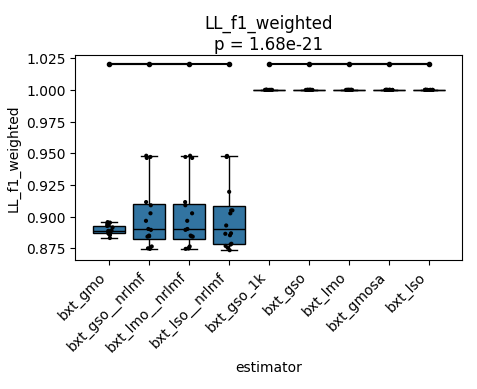 LL_f1_weighted
p = 1.68e-21
LL_f1_weighted
1.025
1.000
0.975
0.950
0.925
0.900
0.875
bxt_gmo
bxt_gso__nrlmf
bxt_lmo__nrlmf
bxt_lso__nrlmf
bxt_gso_1k
bxt_gso
bxt_lmo
bxt_gmosa
bxt_lso
estimator